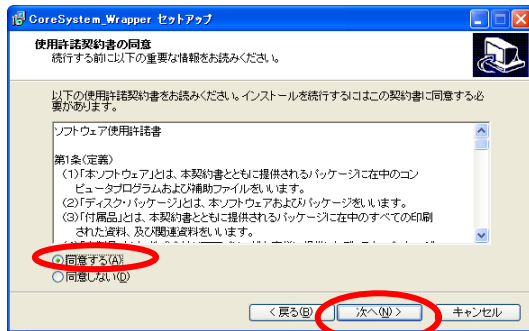 CoreSystem_Wrapper セットアップ
使用許諾契約書の同意
続行する前に以下の重要な情報をお読みください。
以下の使用許諾契約書をお読みください。インストールを続行するにはこの契約書に同意する必
要があります。
ソフトウェア使用許諾書
第1条(定義)
(1)「本ソフトウェア」とは、本契約書とともに提供されるパッケージに在中のコン
ピュータプログラムおよび補助ファイルをいいます。
(2)「ディスク・パッケージ」とは、本ソフトウェアおよびパッケージをいいます。
(3)「付属品」とは、本契約書とともに提供されるパッケージに在中のすべての印刷
された資料、及び関連資料をいいます。
同意する(A)
同意しない(D)
< 戻る(B)
次へ(N) >
キャンセル